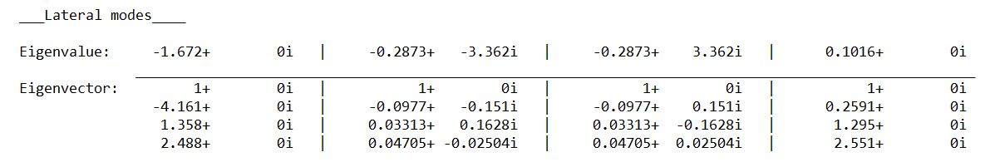 ___Lateral modes____
Eigenvalue: -1.672+ 0i | -0.2873+ -3.362i | -0.2873+ 3.362i | 0.1016+ 0i
Eigenvector: 1+ 0i | 1+ 0i | 1+ 0i | 1+ 0i
-4.161+ 0i | -0.0977+ -0.151i | -0.0977+ 0.151i | 0.2591+ 0i
1.358+ 0i | 0.03313+ 0.1628i | 0.03313+ -0.1628i | 1.295+ 0i
2.488+ 0i | 0.04705+ -0.02504i | 0.04705+ 0.02504i | 2.551+ 0i